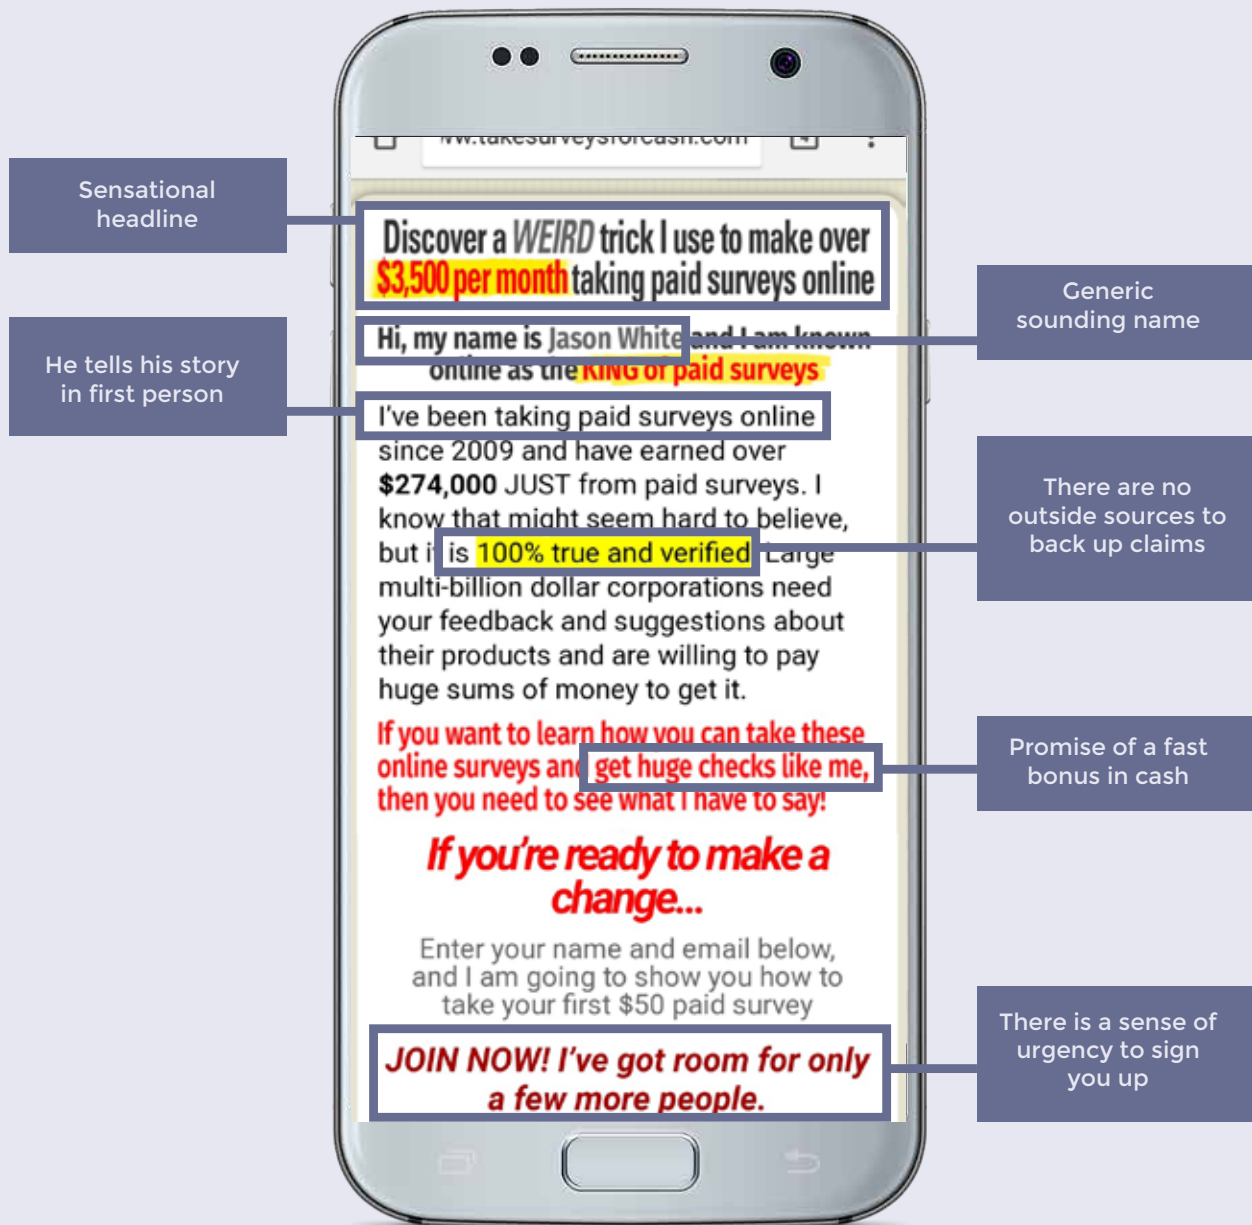 www.takesurveysforcash.com
Sensational
headline
Discover a WEIRD trick I use to make over
$3,500 per month taking paid surveys online
Generic
sounding name
Hi, my name is Jason White and I am known
online as the KING of paid surveys
He tells his story
in first person
I've been taking paid surveys online
since 2009 and have earned over
$274,000 JUST from paid surveys. I
know that might seem hard to believe,
but it is 100% true and verified. Large
multi-billion dollar corporations need
your feedback and suggestions about
their products and are willing to pay
huge sums of money to get it.
There are no
outside sources to
back up claims
If you want to learn how you can take these
online surveys and get huge checks like me,
then you need to see what I have to say!
Promise of a fast
bonus in cash
If you're ready to make a
change...
Enter your name and email below,
and I am going to show you how to
take your first $50 paid survey
JOIN NOW! I've got room for only
a few more people.
There is a sense of
urgency to sign
you up